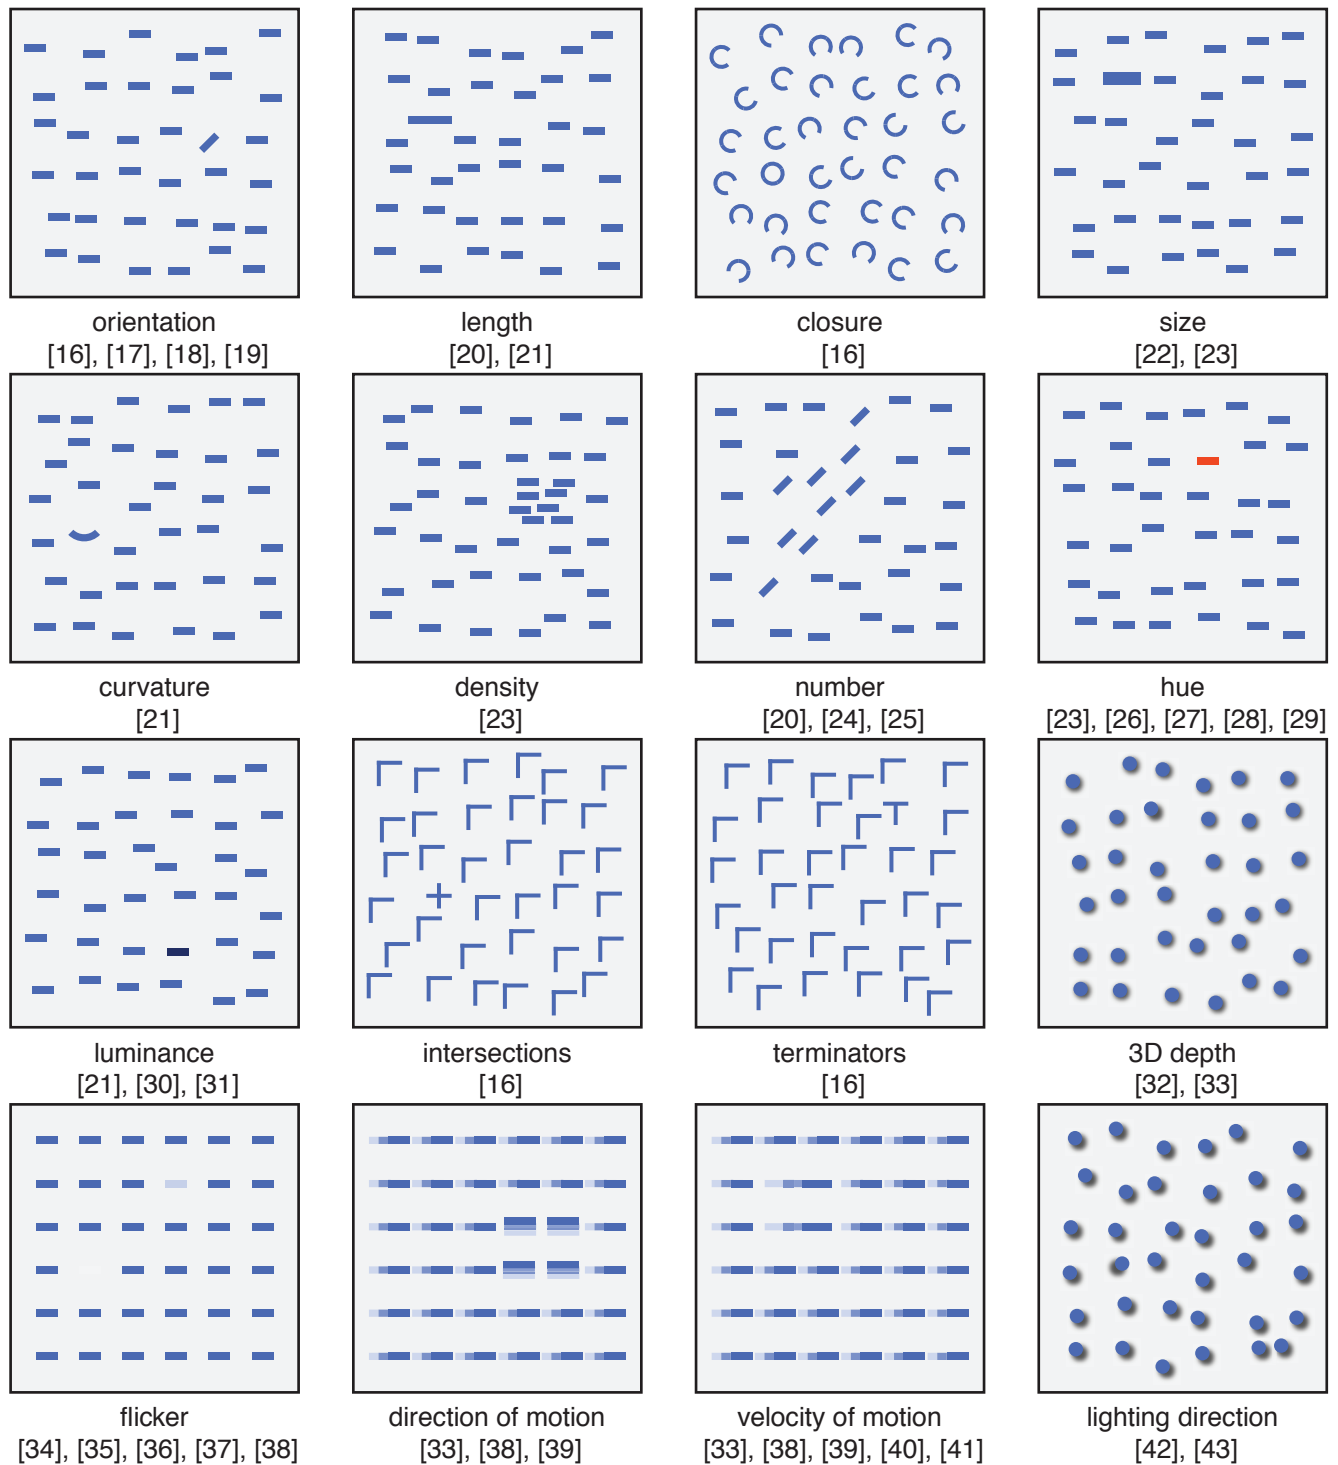 orientation
[16], [17], [18], [19]
length
[20], [21]
closure
[16]
size
[22], [23]
curvature
[21]
density
[23]
number
[20], [24], [25]
hue
[23], [26], [27], [28], [29]
luminance
[21], [30], [31]
intersections
[16]
terminators
[16]
3D depth
[32], [33]
flicker
[34], [35], [36], [37], [38]
direction of motion
[33], [38], [39]
velocity of motion
[33], [38], [39], [40], [41]
lighting direction
[42], [43]